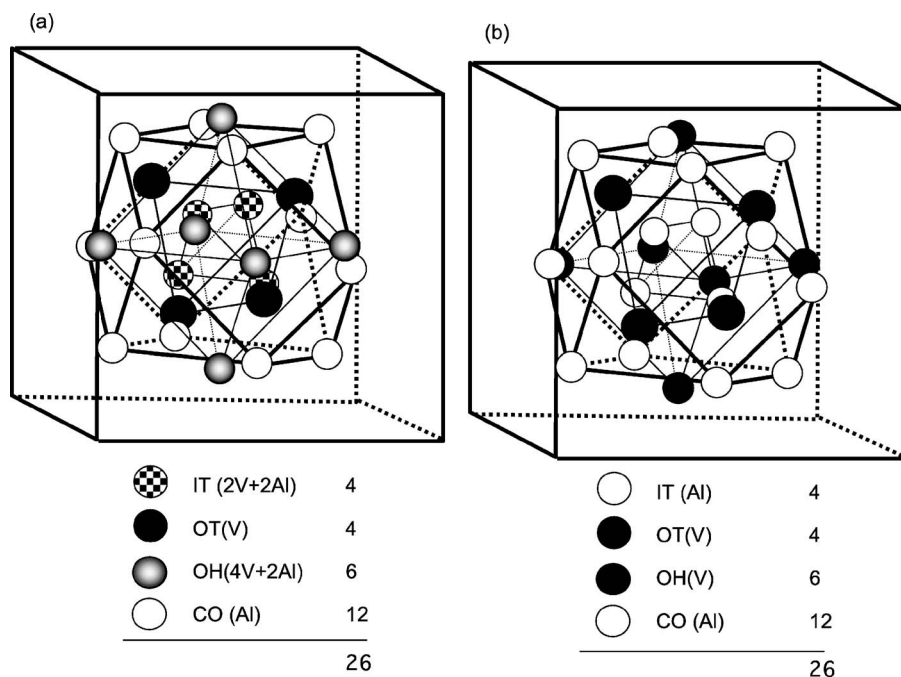 (a)
IT (2V+2Al) 4
OT(V) 4
OH(4V+2Al) 6
CO (Al) 12
26
(b)
IT (Al) 4
OT(V) 4
OH(V) 6
CO (Al) 12
26